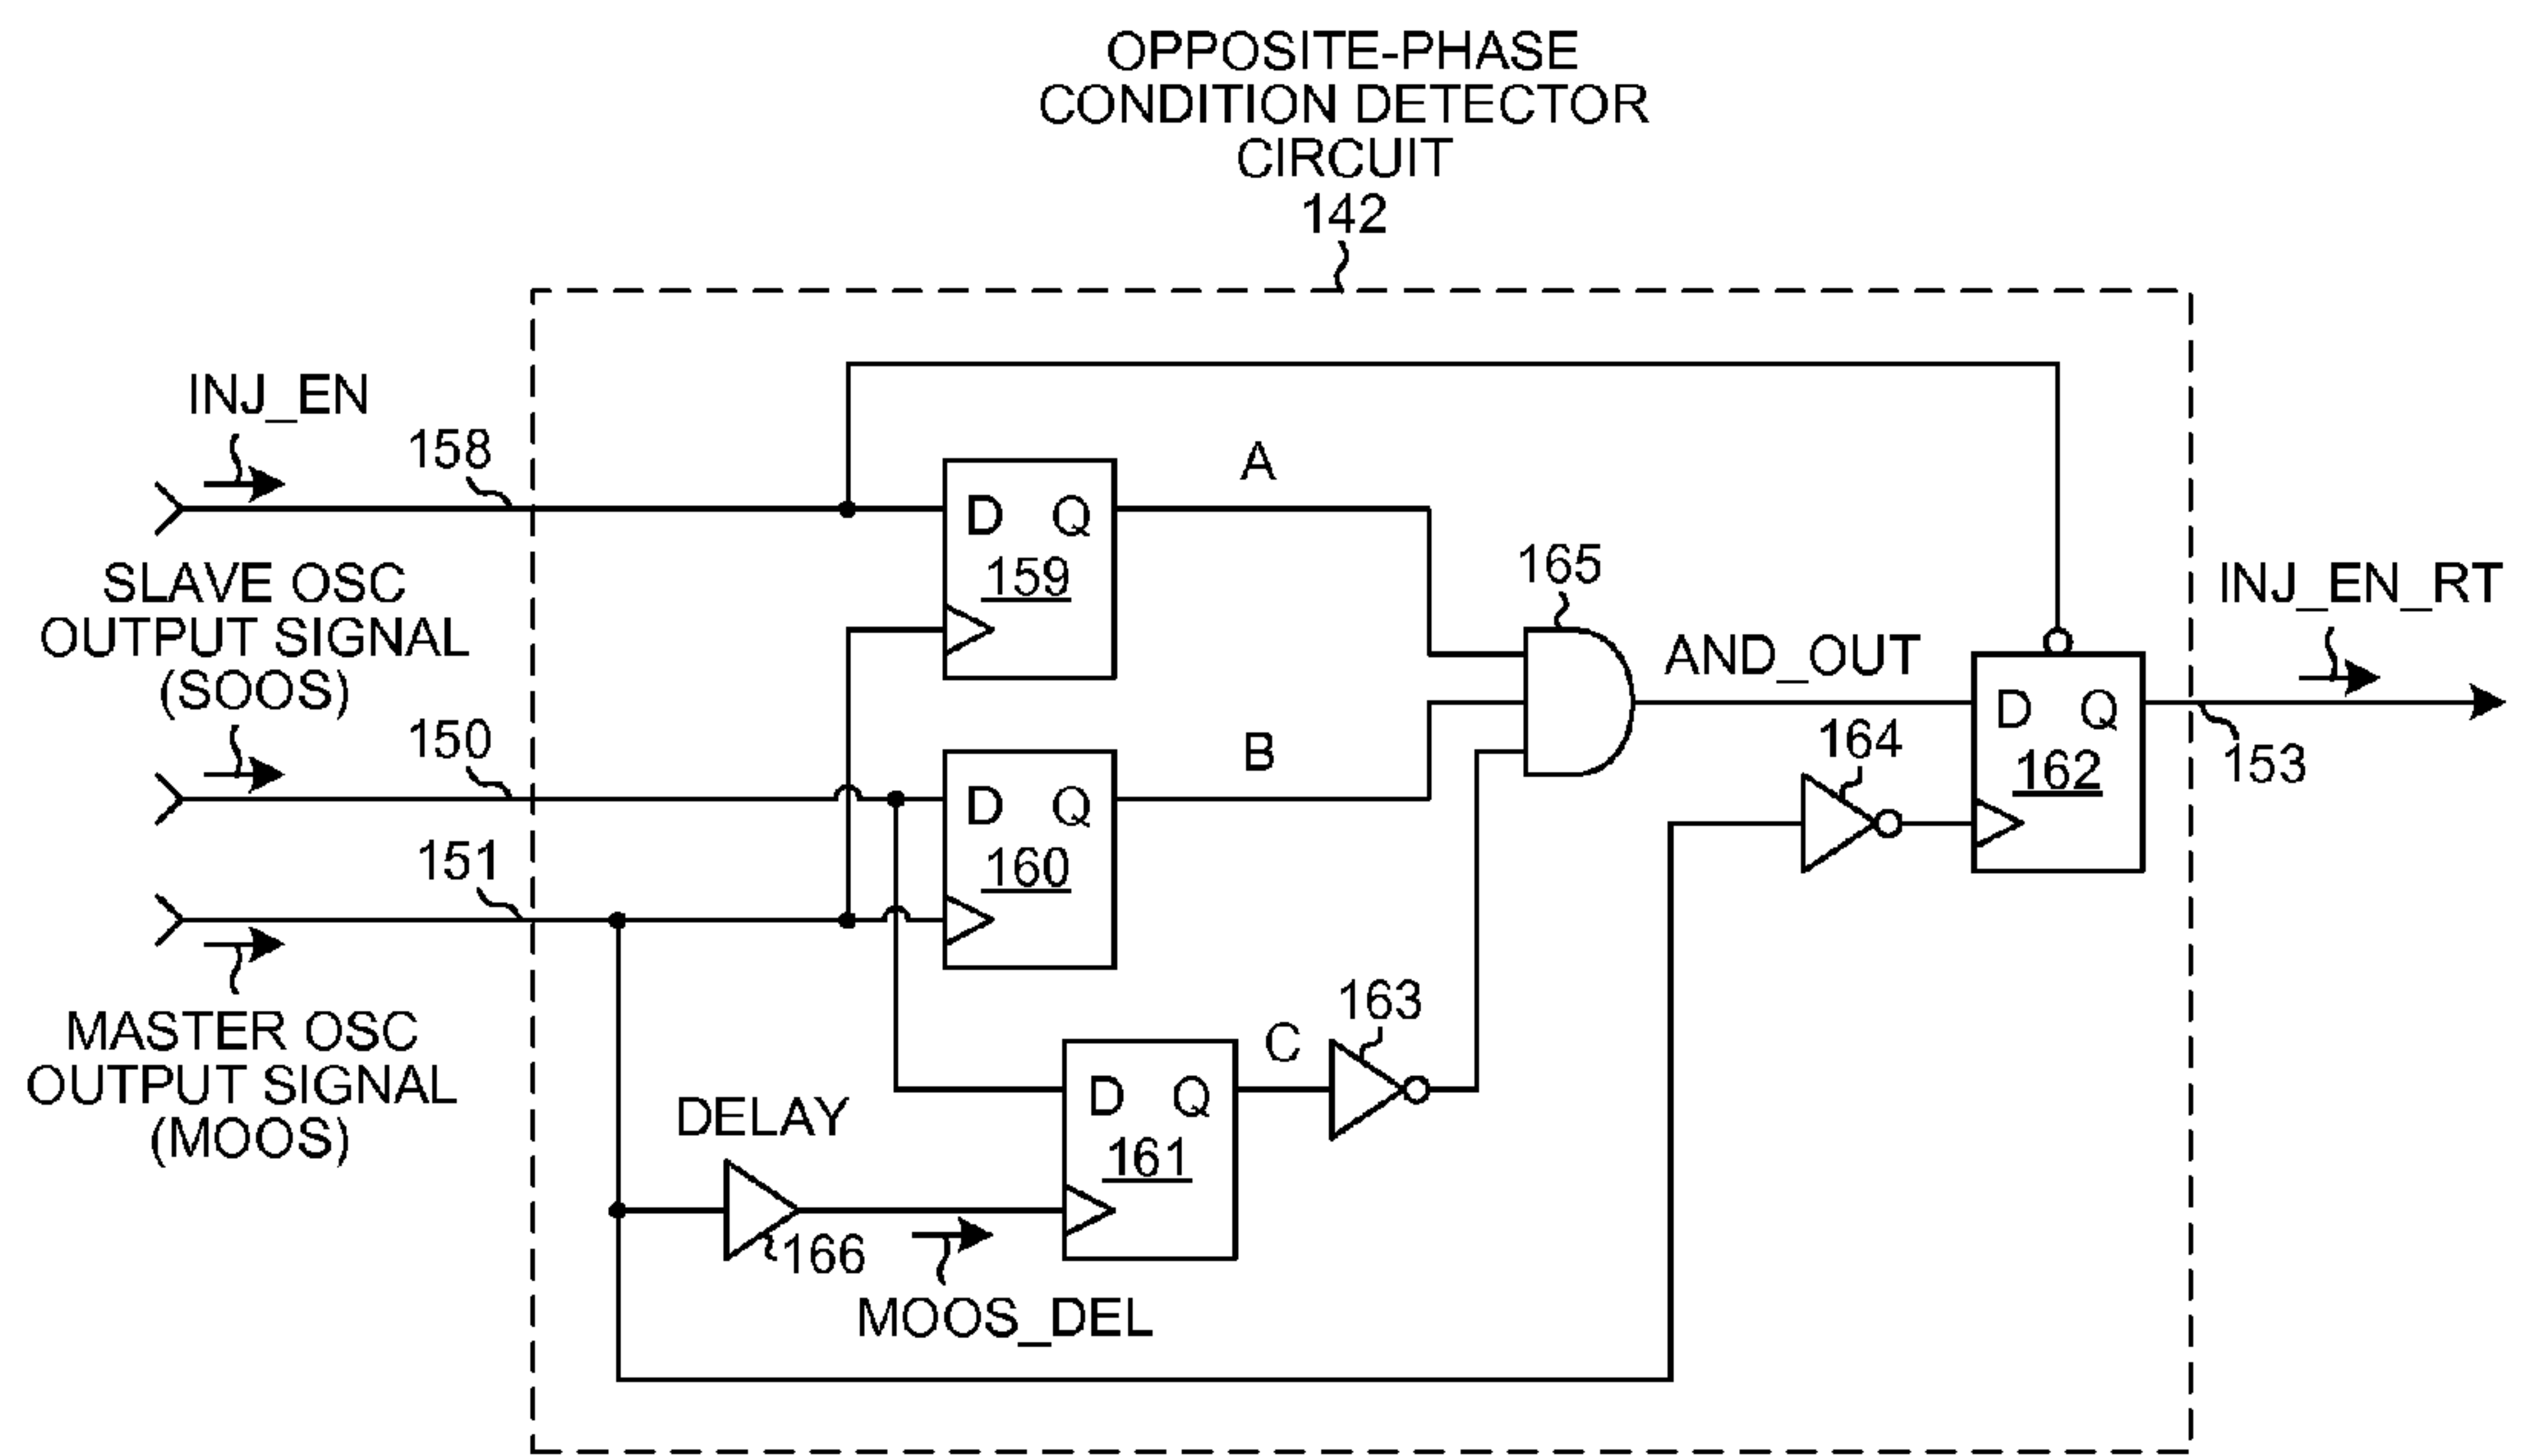 OPPOSITE-PHASE
CONDITION DETECTOR
CIRCUIT
142
INJ_EN
158
SLAVE OSC
OUTPUT SIGNAL
(SOOS)
150
151
MASTER OSC
OUTPUT SIGNAL
(MOOS)
D Q
159
A
D Q
160
B
D Q
161
C
163
DELAY
166
MOOS_DEL
165
AND_OUT
164
D Q
162
INJ_EN_RT
153